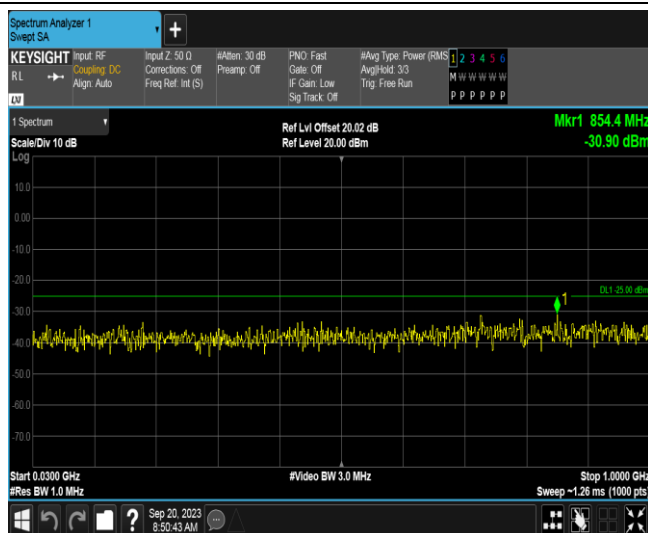 Spectrum Analyzer 1
Swept SA
+
KEYSIGHT
RL
LXI
Input: RF
Coupling: DC
Align: Auto
Input Z: 50 Ω
Corrections: Off
Freq Ref: Int (S)
#Atten: 30 dB
Preamp: Off
PNO: Fast
Gate: Off
IF Gain: Low
Sig Track: Off
#Avg Type: Power (RMS
Avg|Hold: 3/3
Trig: Free Run
1 2 3 4 5 6
M W W W W W
P P P P P P
1 Spectrum
Scale/Div 10 dB
Ref Lvl Offset 20.02 dB
Ref Level 20.00 dBm
Mkr1 854.4 MHz
-30.90 dBm
Log
10.0
0.00
-10.0
-20.0
DL1 -25.00 dBm
1
-30.0
-40.0
-50.0
-60.0
-70.0
Start 0.0300 GHz
#Video BW 3.0 MHz
Stop 1.0000 GHz
#Res BW 1.0 MHz
Sweep ~1.26 ms (1000 pts)
?
Sep 20, 2023
8:50:43 AM